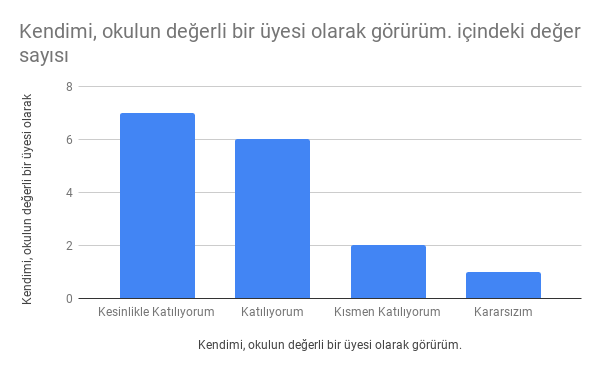 Kendimi, okulun değerli bir üyesi olarak görürüm. içindeki değer
sayısı
Kendimi, okulun değerli bir üyesi olarak
8
6
4
2
0
Kesinlikle Katılıyorum
Katılıyorum
Kısmen Katılıyorum
Kararsızım
Kendimi, okulun değerli bir üyesi olarak görürüm.